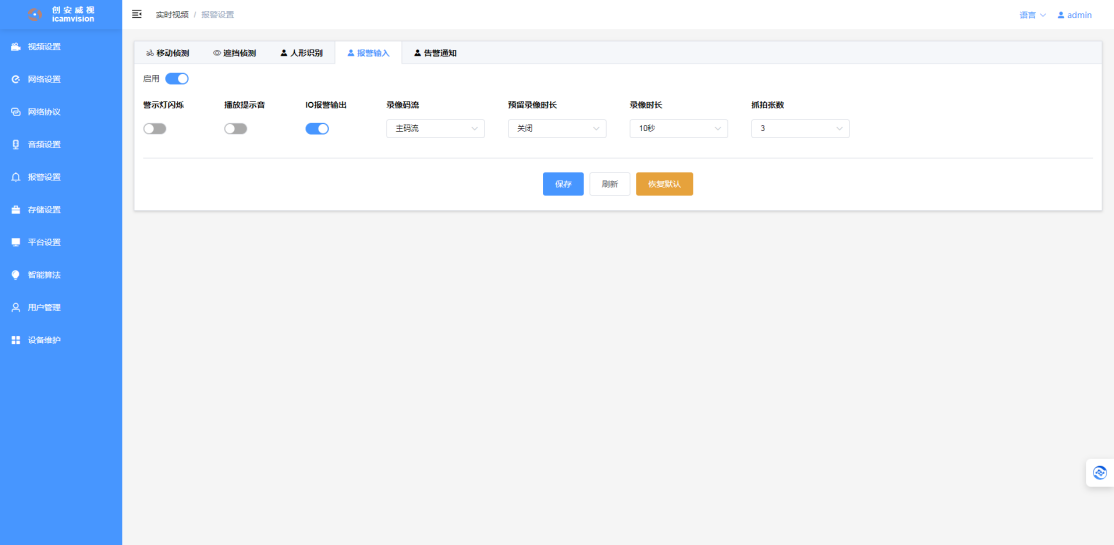 创安威视
icamvision
实时视频 / 报警设置
语言
admin
视频设置
网络设置
网络协议
音频设置
报警设置
存储设置
平台设置
智能算法
用户管理
设备维护
移动侦测
遮挡侦测
人形识别
报警输入
告警通知
启用
警示灯闪烁
播放提示音
IO报警输出
录像码流
预留录像时长
录像时长
抓拍张数
主码流
关闭
10秒
3
保存
刷新
恢复默认